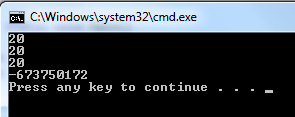 C:\Windows\system32\cmd.exe
20
20
20
-673750172
Press any key to continue . . . _